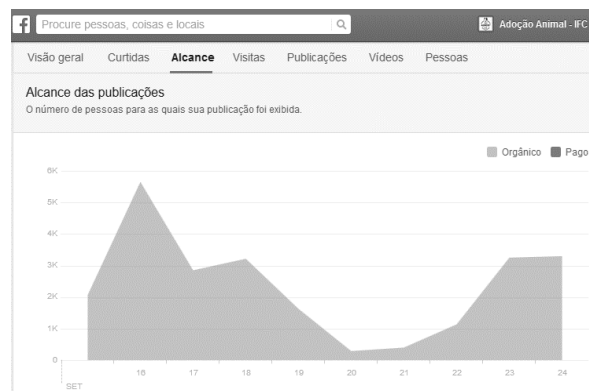 f Procure pessoas, coisas e locais Adoção Animal - IFC
Visão geral Curtidas Alcance Visitas Publicações Vídeos Pessoas
Alcance das publicações
O número de pessoas para as quais sua publicação foi exibida.
Orgânico Pago
6K
5K
4K
3K
2K
1K
0
16 17 18 19 20 21 22 23 24
SET